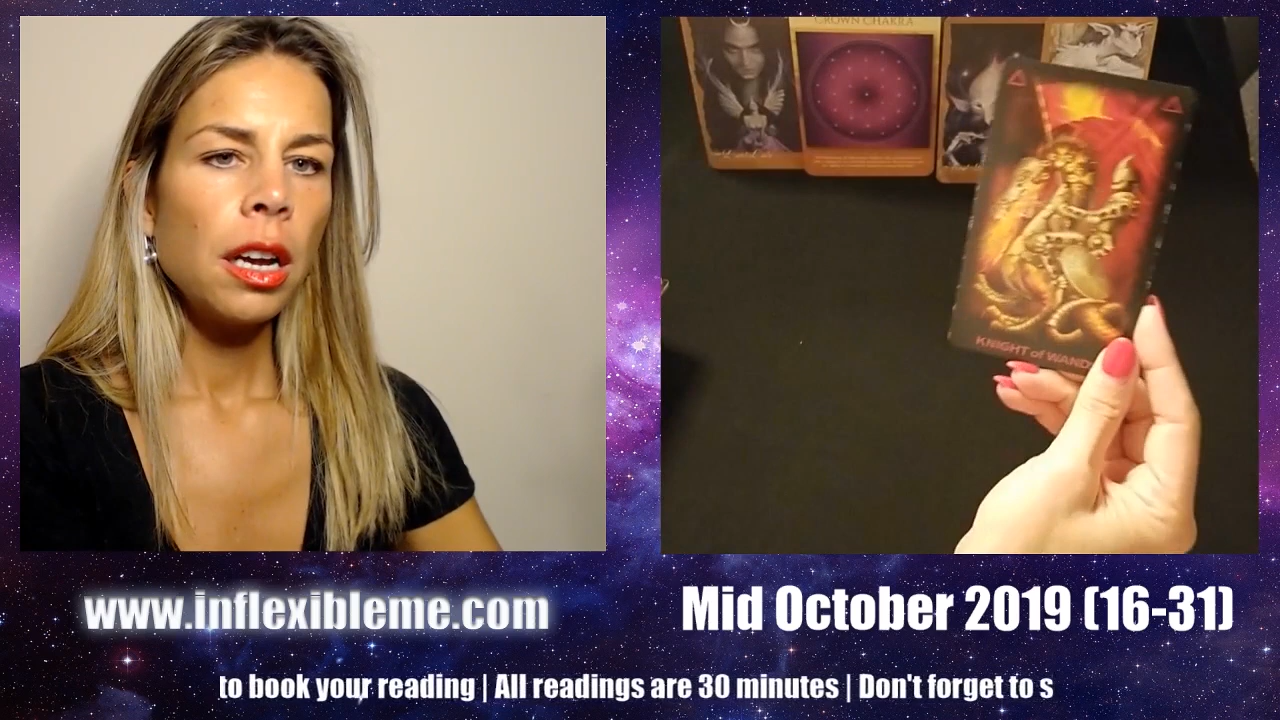 CROWN CHAKRA
KNIGHT of WAND
www.inflexibleme.com
Mid October 2019 (16-31)
to book your reading | All readings are 30 minutes | Don't forget to s